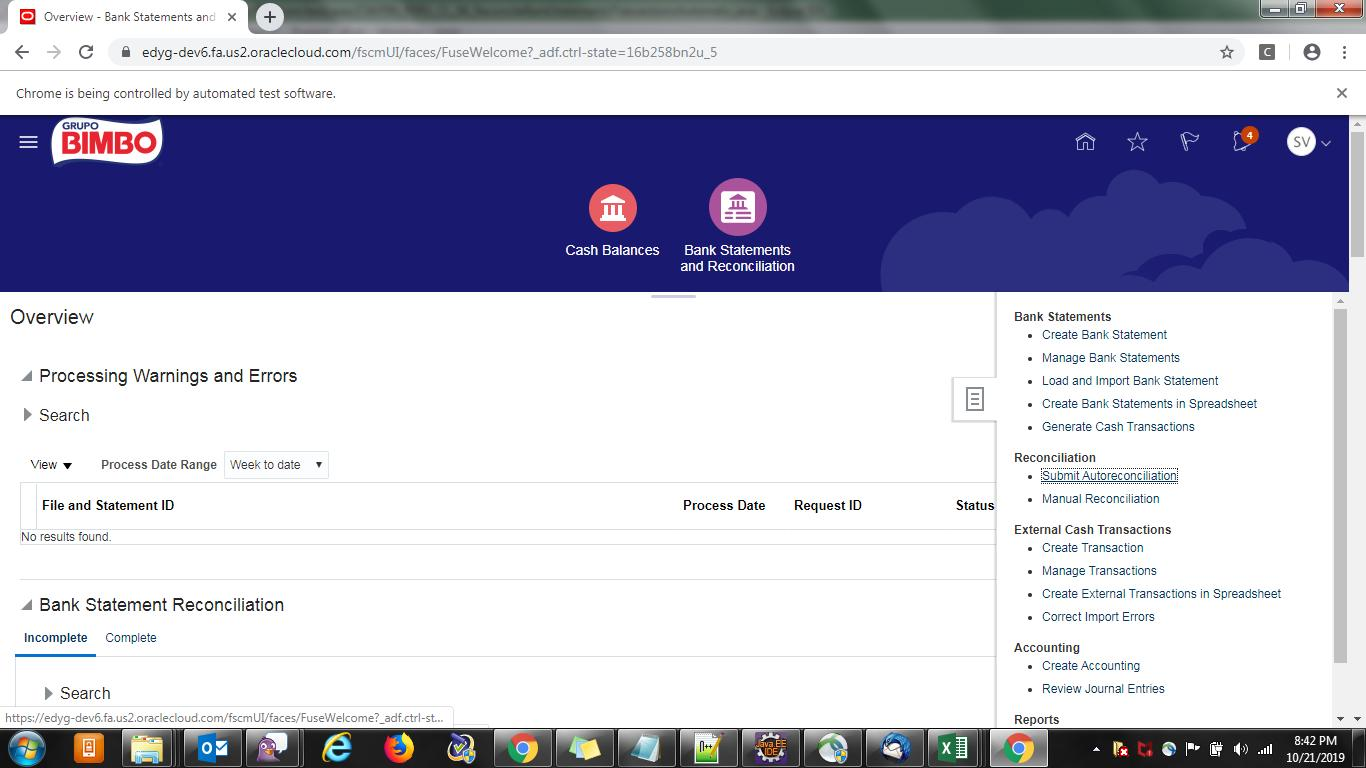 Overview - Bank Statements and
edyg-dev6.fa.us2.oraclecloud.com/fscmUI/faces/FuseWelcome?_adf.ctrl-state=16b258bn2u_5
C
Chrome is being controlled by automated test software.
GRUPO
BIMBO
4
SV
Cash Balances
Bank Statements
and Reconciliation
Overview
Processing Warnings and Errors
Search
View
Process Date Range
Week to date
File and Statement ID
Process Date
Request ID
Status
No results found.
Bank Statement Reconciliation
Incomplete
Complete
Search
Bank Statements
Create Bank Statement
Manage Bank Statements
Load and Import Bank Statement
Create Bank Statements in Spreadsheet
Generate Cash Transactions
Reconciliation
Submit Autoreconciliation
Manual Reconciliation
External Cash Transactions
Create Transaction
Manage Transactions
Create External Transactions in Spreadsheet
Correct Import Errors
Accounting
Create Accounting
Review Journal Entries
Reports
https://edyg-dev6.fa.us2.oraclecloud.com/fscmUI/faces/FuseWelcome?_adf.ctrl-st...
Java EE
IDE
8:42 PM
10/21/2019